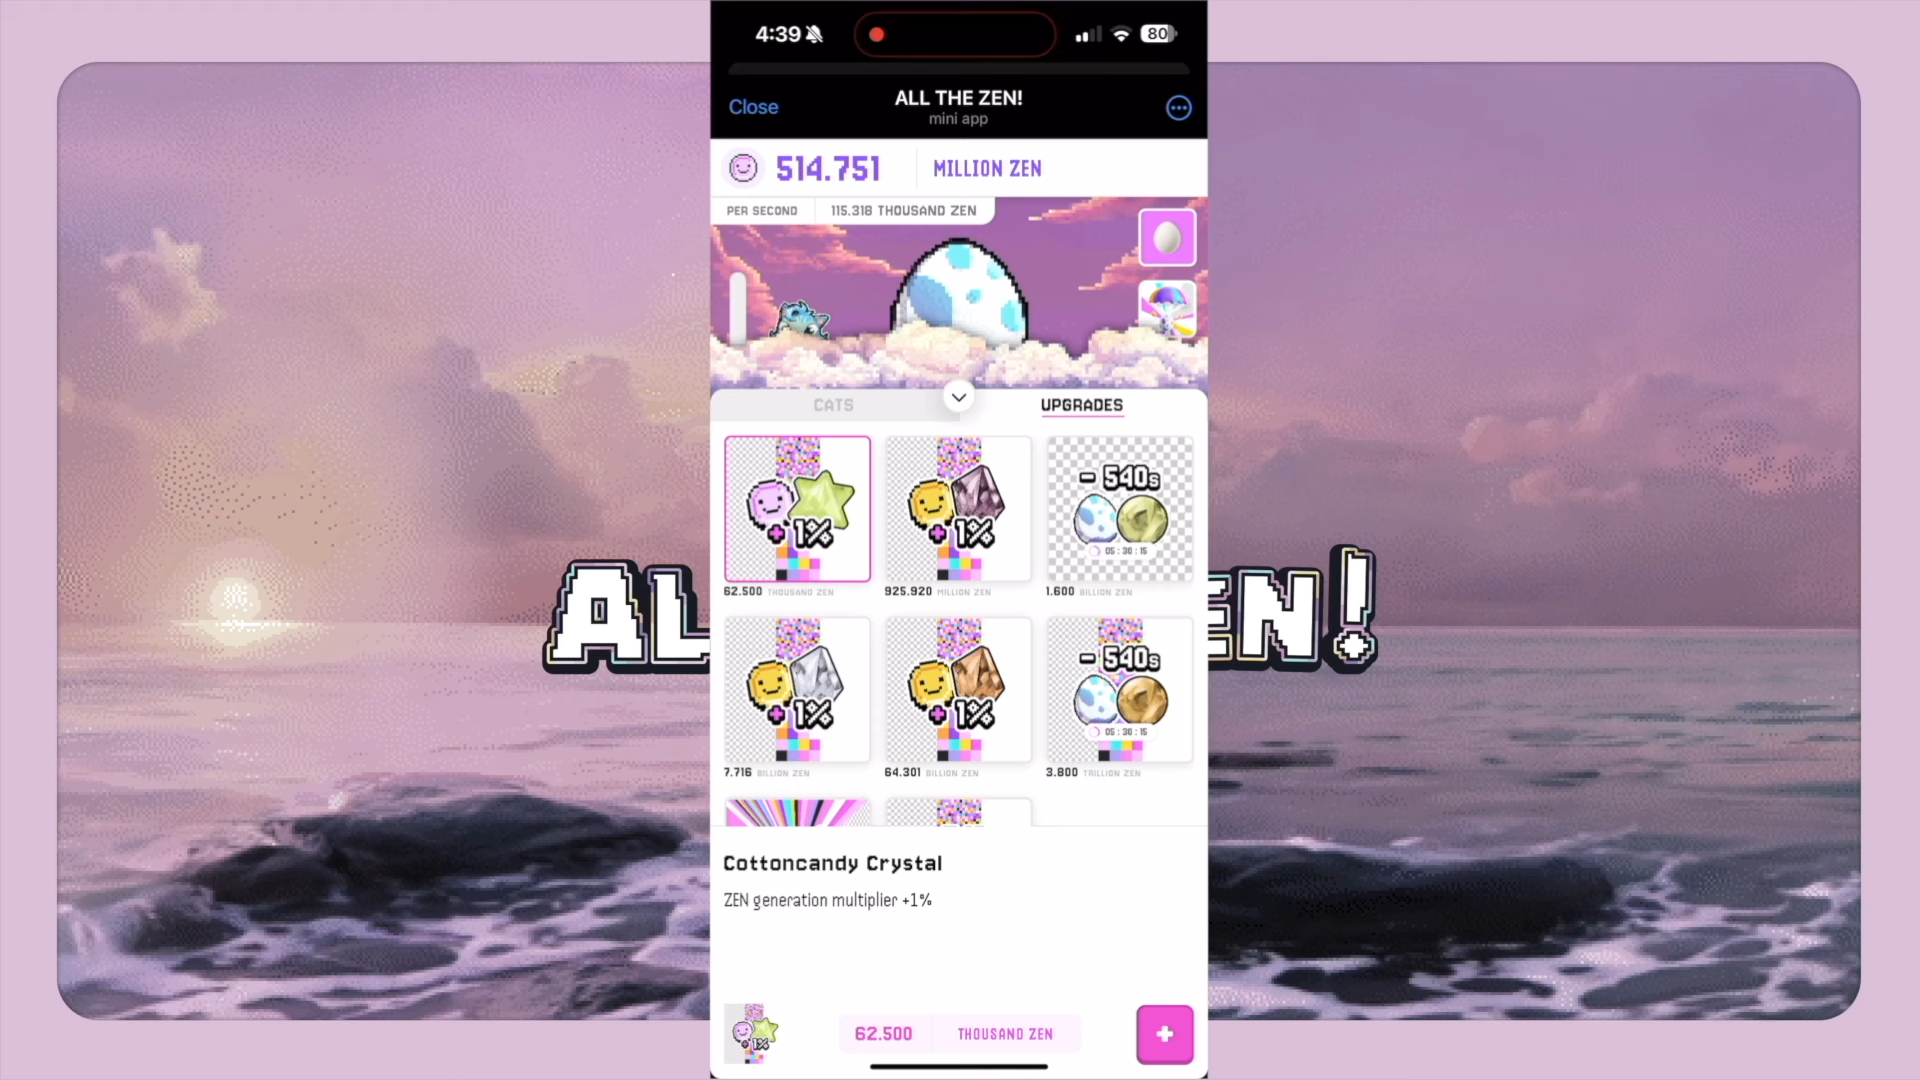 4:39
80
Close
ALL THE ZEN!
mini app
514.751 MILLION ZEN
PER SECOND 115.318 THOUSAND ZEN
CATS
UPGRADES
+ 1%
+ 1%
- 540s
05 : 30 : 15
62.500 THOUSAND ZEN
925.920 MILLION ZEN
1.600 BILLION ZEN
+ 1%
+ 1%
- 540s
05 : 30 : 15
AL
EN!
7.716 BILLION ZEN
64.301 BILLION ZEN
3.800 TRILLION ZEN
Cottoncandy Crystal
ZEN generation multiplier +1%
+ 1%
62.500 THOUSAND ZEN
+